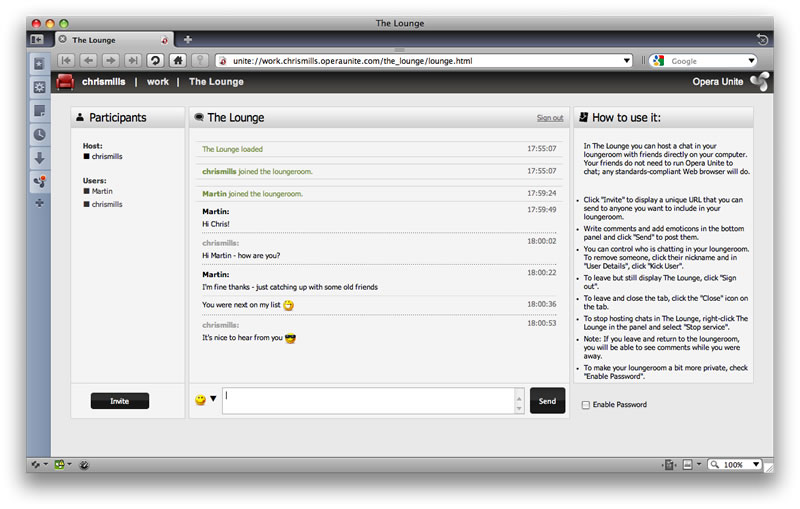 The Lounge
The Lounge
unite://work.chrismills.operaunite.com/the_lounge/lounge.html
Google
chrismills | work | The Lounge
Opera Unite
Participants
Host:
chrismills
Users:
Martin
chrismills
Invite
The Lounge
Sign out
The Lounge loaded 17:55:07
chrismills joined the loungeroom. 17:55:07
Martin joined the loungeroom. 17:59:24
Martin: 17:59:49
Hi Chris!
chrismills: 18:00:02
Hi Martin - how are you?
Martin: 18:00:22
I'm fine thanks - just catching up with some old friends
You were next on my list 18:00:36
chrismills: 18:00:53
It's nice to hear from you
Send
How to use it:
In The Lounge you can host a chat in your
loungeroom with friends directly on your computer.
Your friends do not need to run Opera Unite to
chat; any standards-compliant Web browser will do.
• Click "Invite" to display a unique URL that you can
send to anyone you want to include in your
loungeroom.
• Write comments and add emoticons in the bottom
panel and click "Send" to post them.
• You can control who is chatting in your loungeroom.
To remove someone, click their nickname and in
"User Details", click "Kick User".
• To leave but still display The Lounge, click "Sign
out".
• To leave and close the tab, click the "Close" icon on
the tab.
• To stop hosting chats in The Lounge, right-click The
Lounge in the panel and select "Stop service".
• Note: If you leave and return to the loungeroom,
you will be able to see comments while you were
away.
• To make your loungeroom a bit more private, check
"Enable Password".
Enable Password
100%